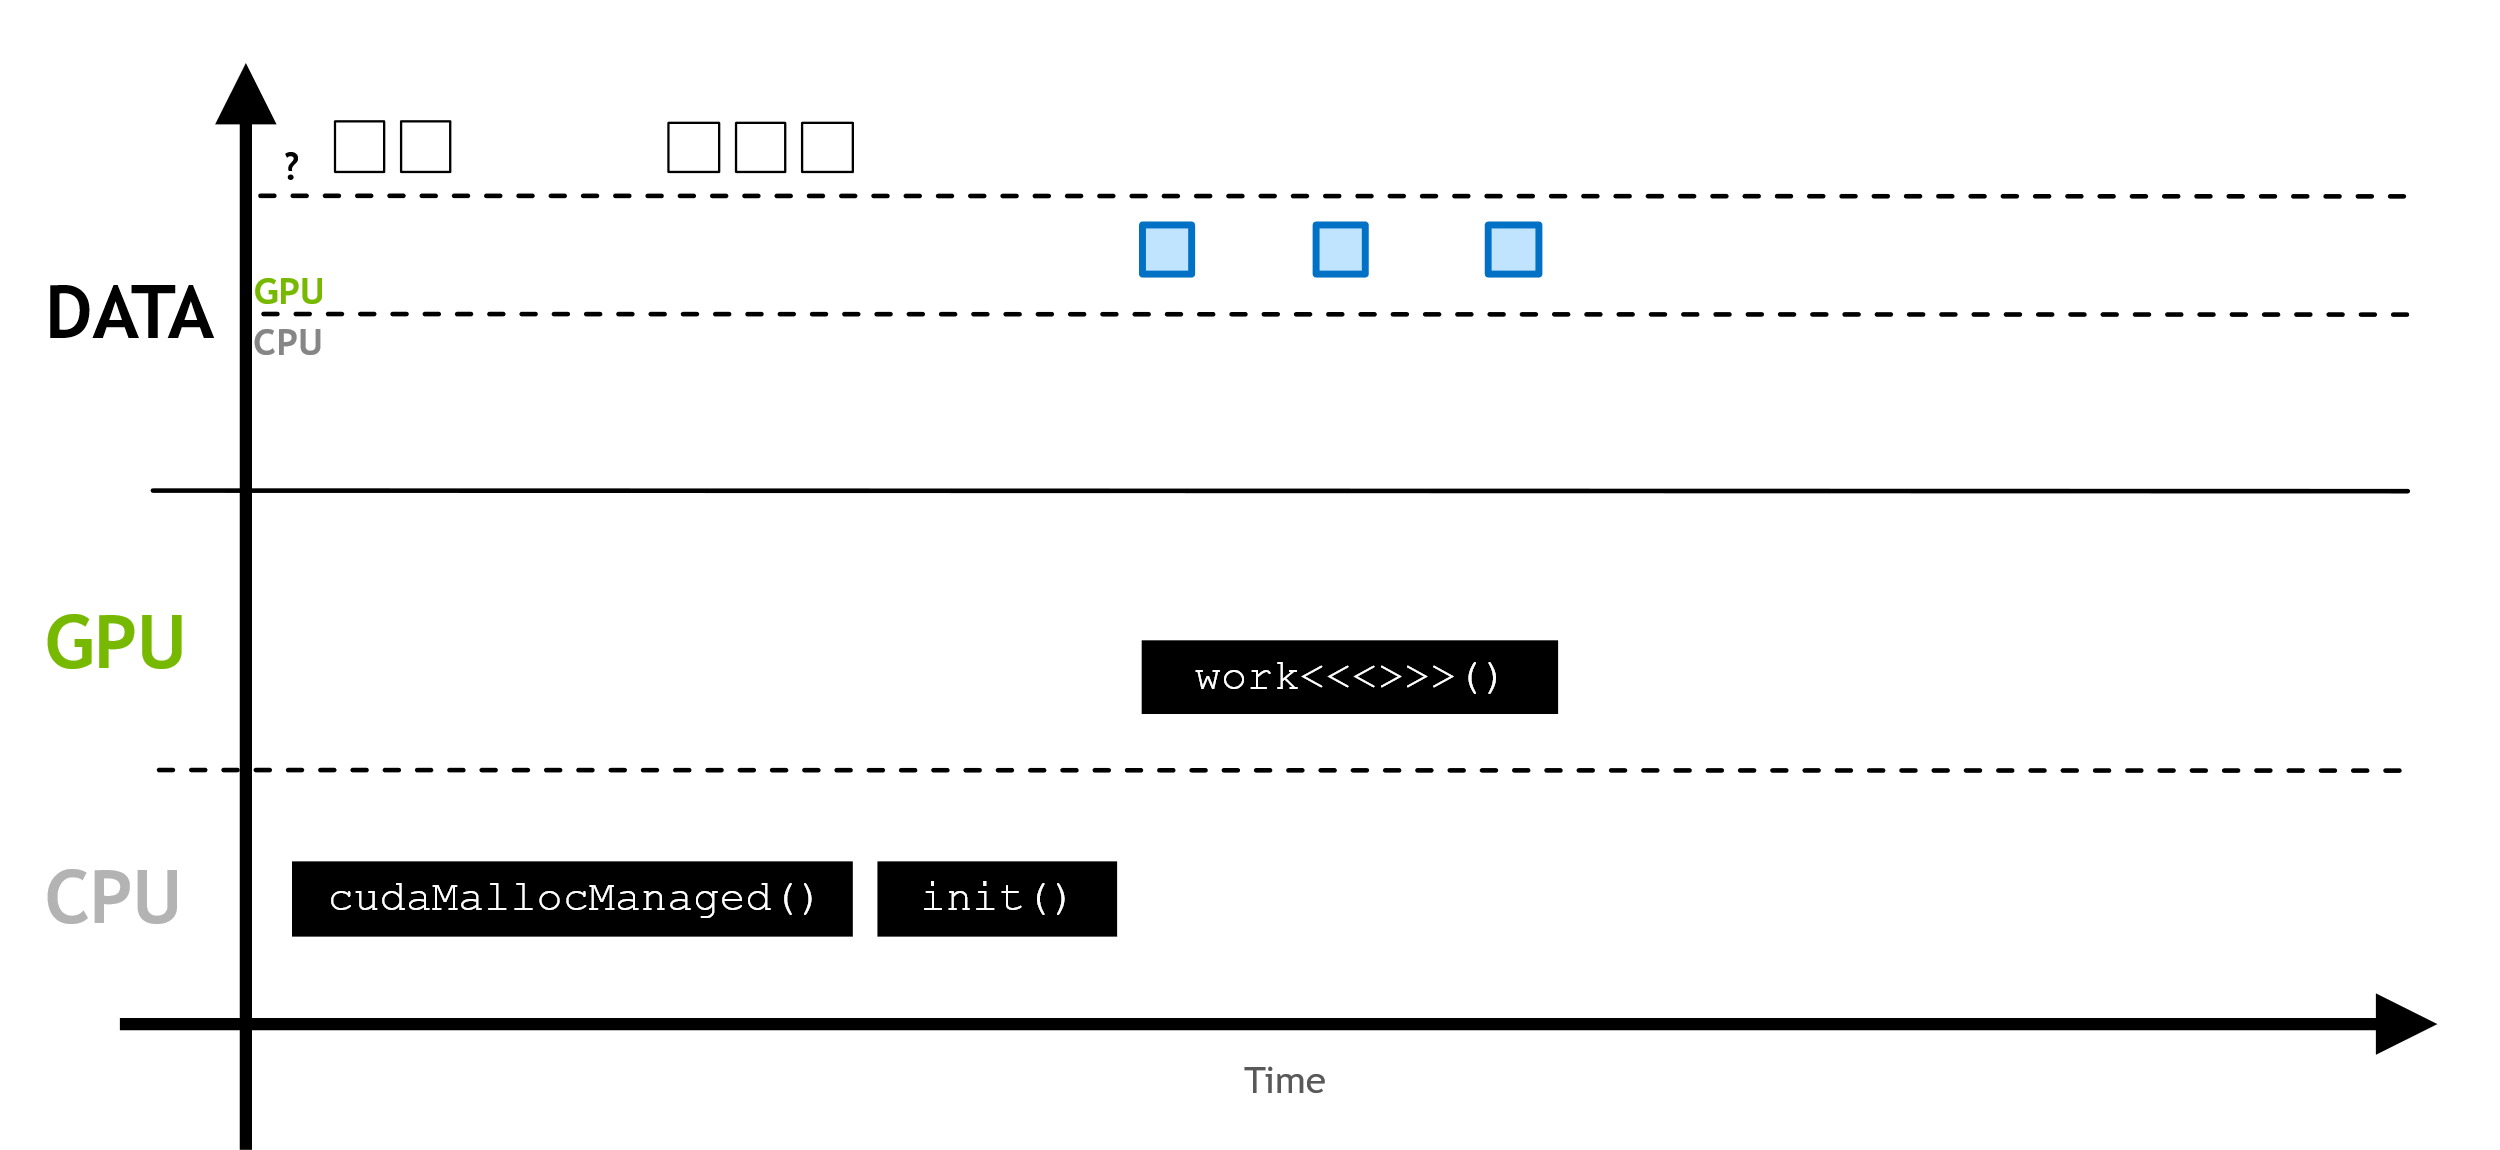 ?
DATA
GPU
CPU
GPU
work<<<>>>()
CPU
cudaMallocManaged()
init()
Time